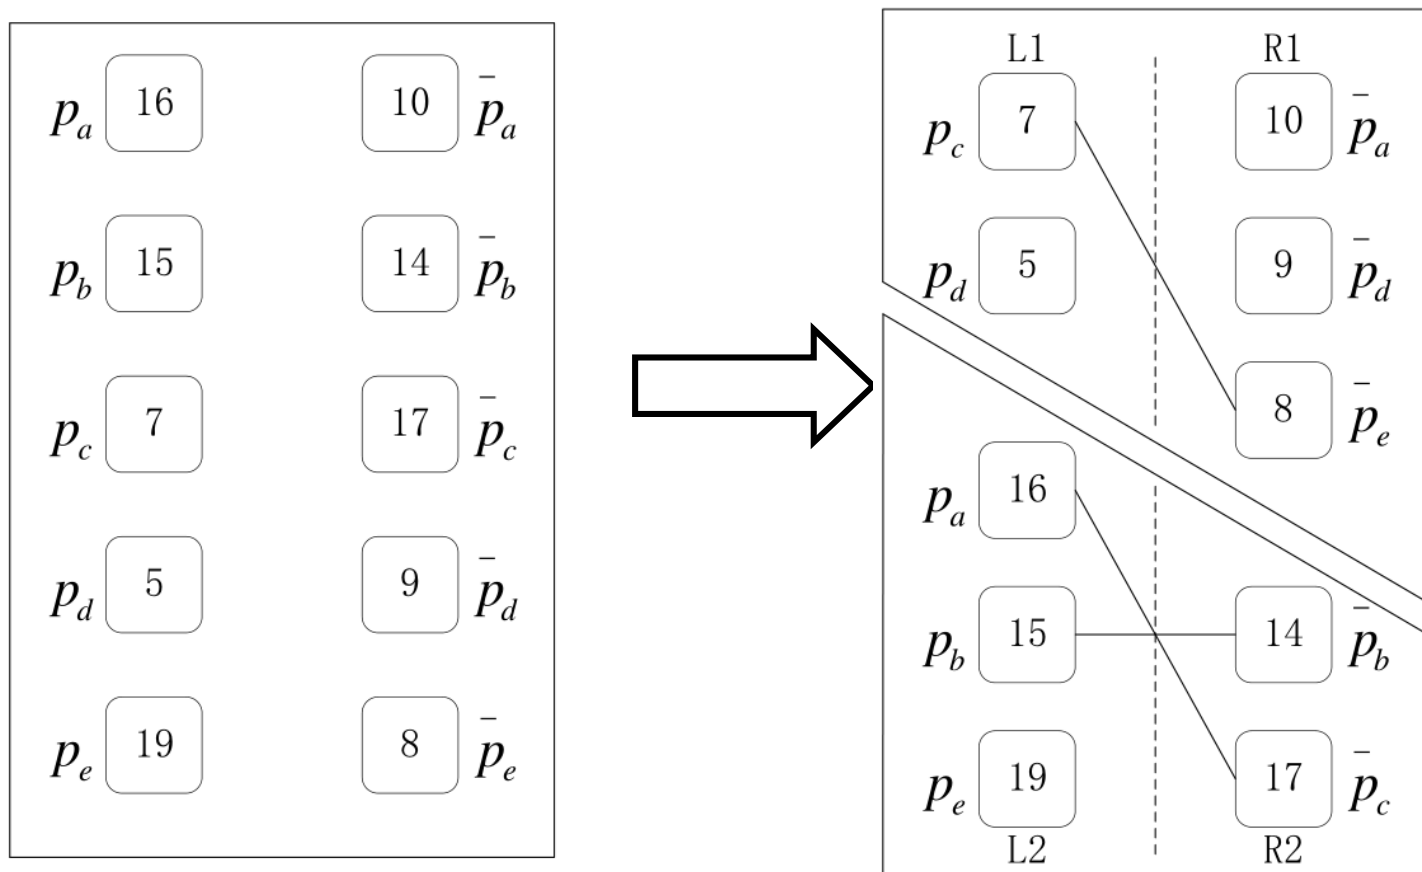 p_a 16 10 p̄_a
p_b 15 14 p̄_b
p_c 7 17 p̄_c
p_d 5 9 p̄_d
p_e 19 8 p̄_e
L1 R1
p_c 7 10 p̄_a
p_d 5 9 p̄_d
8 p̄_e
p_a 16
p_b 15 14 p̄_b
p_e 19 17 p̄_c
L2 R2